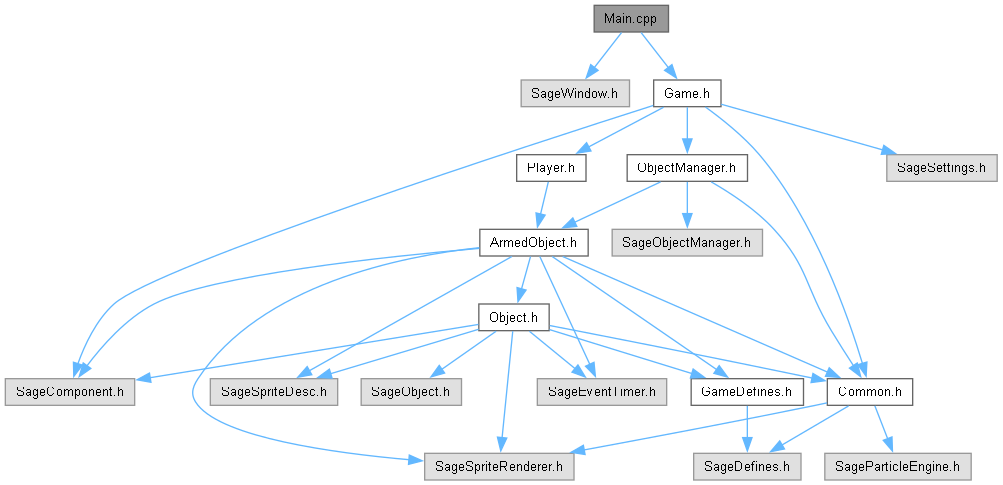 Main.cpp
SageWindow.h
Game.h
Player.h
ObjectManager.h
SageSettings.h
ArmedObject.h
SageObjectManager.h
Object.h
SageComponent.h
SageSpriteDesc.h
SageObject.h
SageEventTimer.h
GameDefines.h
Common.h
SageSpriteRenderer.h
SageDefines.h
SageParticleEngine.h